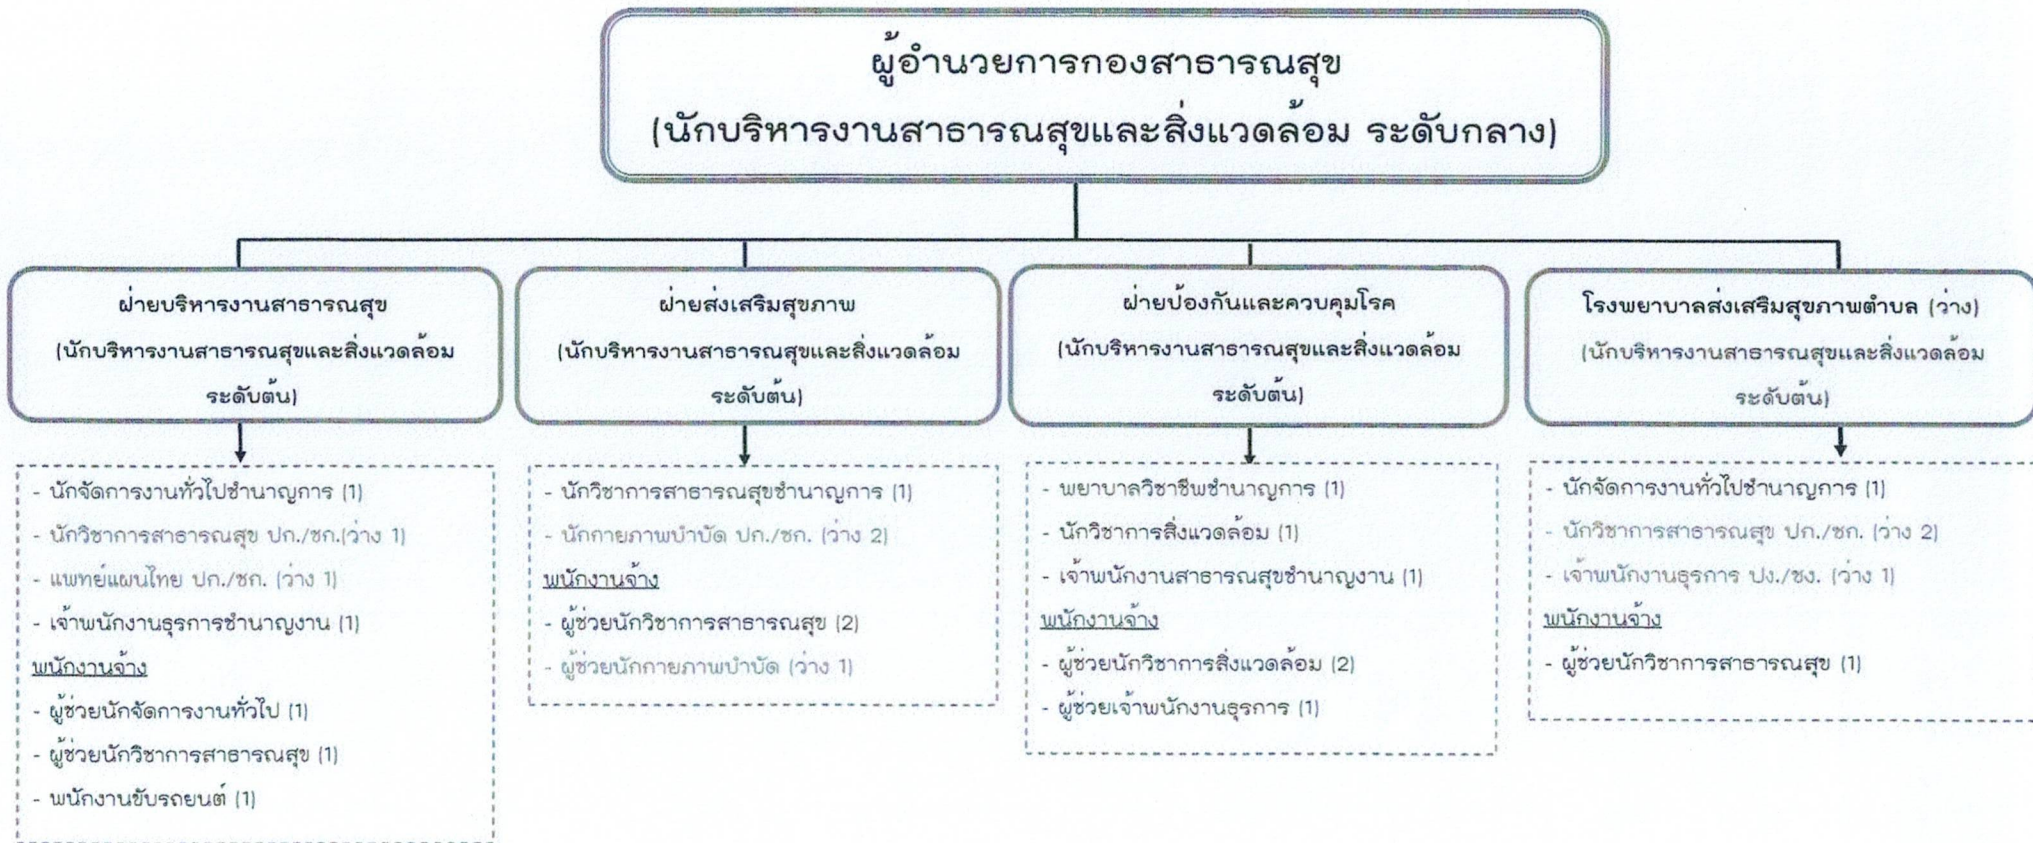 ผู้อำนวยการกองสาธารณสุข
(นักบริหารงานสาธารณสุขและสิ่งแวดล้อม ระดับกลาง)
ฝ่ายบริหารงานสาธารณสุข
(นักบริหารงานสาธารณสุขและสิ่งแวดล้อม
ระดับต้น)
- นักจัดการงานทั่วไปชำนาญการ (1)
- นักวิชาการสาธารณสุข ปก./ชก.(ว่าง 1)
- แพทย์แผนไทย ปก./ชก. (ว่าง 1)
- เจ้าพนักงานธุรการชำนาญงาน (1)
พนักงานจ้าง
- ผู้ช่วยนักจัดการงานทั่วไป (1)
- ผู้ช่วยนักวิชาการสาธารณสุข (1)
- พนักงานขับรถยนต์ (1)
ฝ่ายส่งเสริมสุขภาพ
(นักบริหารงานสาธารณสุขและสิ่งแวดล้อม
ระดับต้น)
- นักวิชาการสาธารณสุขชำนาญการ (1)
- นักกายภาพบำบัด ปก./ชก. (ว่าง 2)
พนักงานจ้าง
- ผู้ช่วยนักวิชาการสาธารณสุข (2)
- ผู้ช่วยนักกายภาพบำบัด (ว่าง 1)
ฝ่ายป้องกันและควบคุมโรค
(นักบริหารงานสาธารณสุขและสิ่งแวดล้อม
ระดับต้น)
- พยาบาลวิชาชีพชำนาญการ (1)
- นักวิชาการสิ่งแวดล้อม (1)
- เจ้าพนักงานสาธารณสุขชำนาญงาน (1)
พนักงานจ้าง
- ผู้ช่วยนักวิชาการสิ่งแวดล้อม (2)
- ผู้ช่วยเจ้าพนักงานธุรการ (1)
โรงพยาบาลส่งเสริมสุขภาพตำบล (ว่าง)
(นักบริหารงานสาธารณสุขและสิ่งแวดล้อม
ระดับต้น)
- นักจัดการงานทั่วไปชำนาญการ (1)
- นักวิชาการสาธารณสุข ปก./ชก. (ว่าง 2)
- เจ้าพนักงานธุรการ ปง./ชง. (ว่าง 1)
พนักงานจ้าง
- ผู้ช่วยนักวิชาการสาธารณสุข (1)